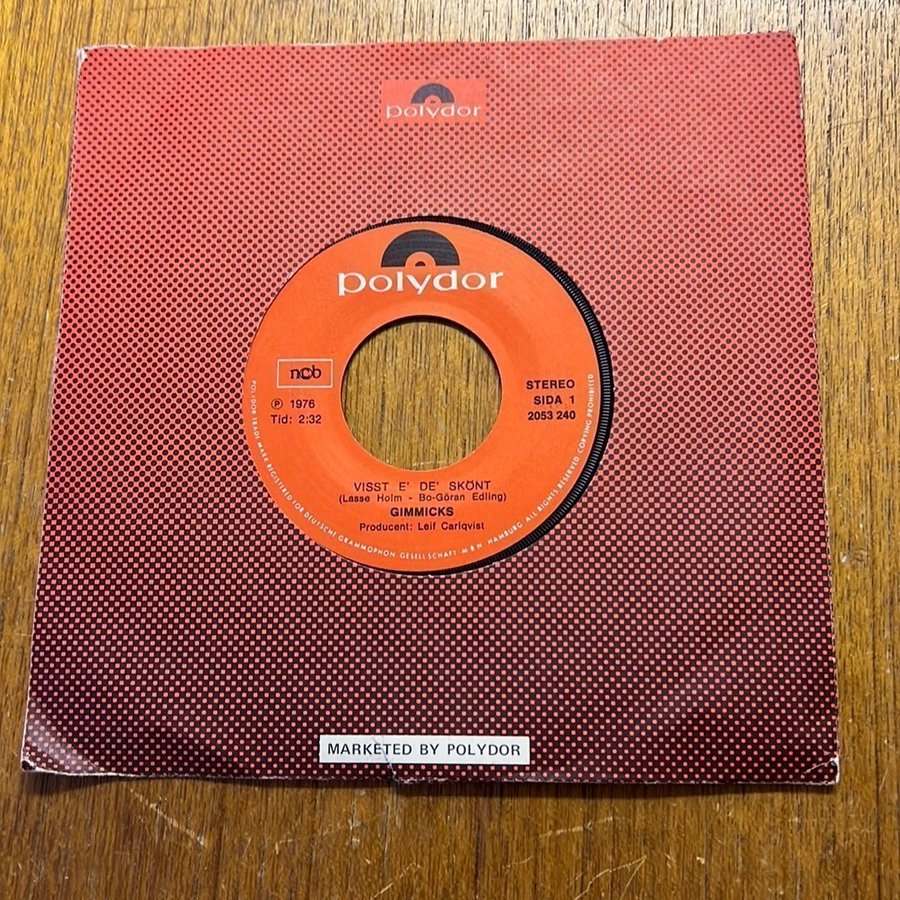 polydor
polydor
ncb
℗ 1976
Tid: 2:32
STEREO
SIDA 1
2053 240
VISST E' DE' SKÖNT
(Lasse Holm - Bo-Göran Edling)
GIMMICKS
Producent: Leif Carlqvist
POLYDOR TRADE MARK REGISTERED FOR DEUTSCHE GRAMMOPHON GESELLSCHAFT M·B·H HAMBURG ALL RIGHTS RESERVED COPYING PROHIBITED
MARKETED BY POLYDOR